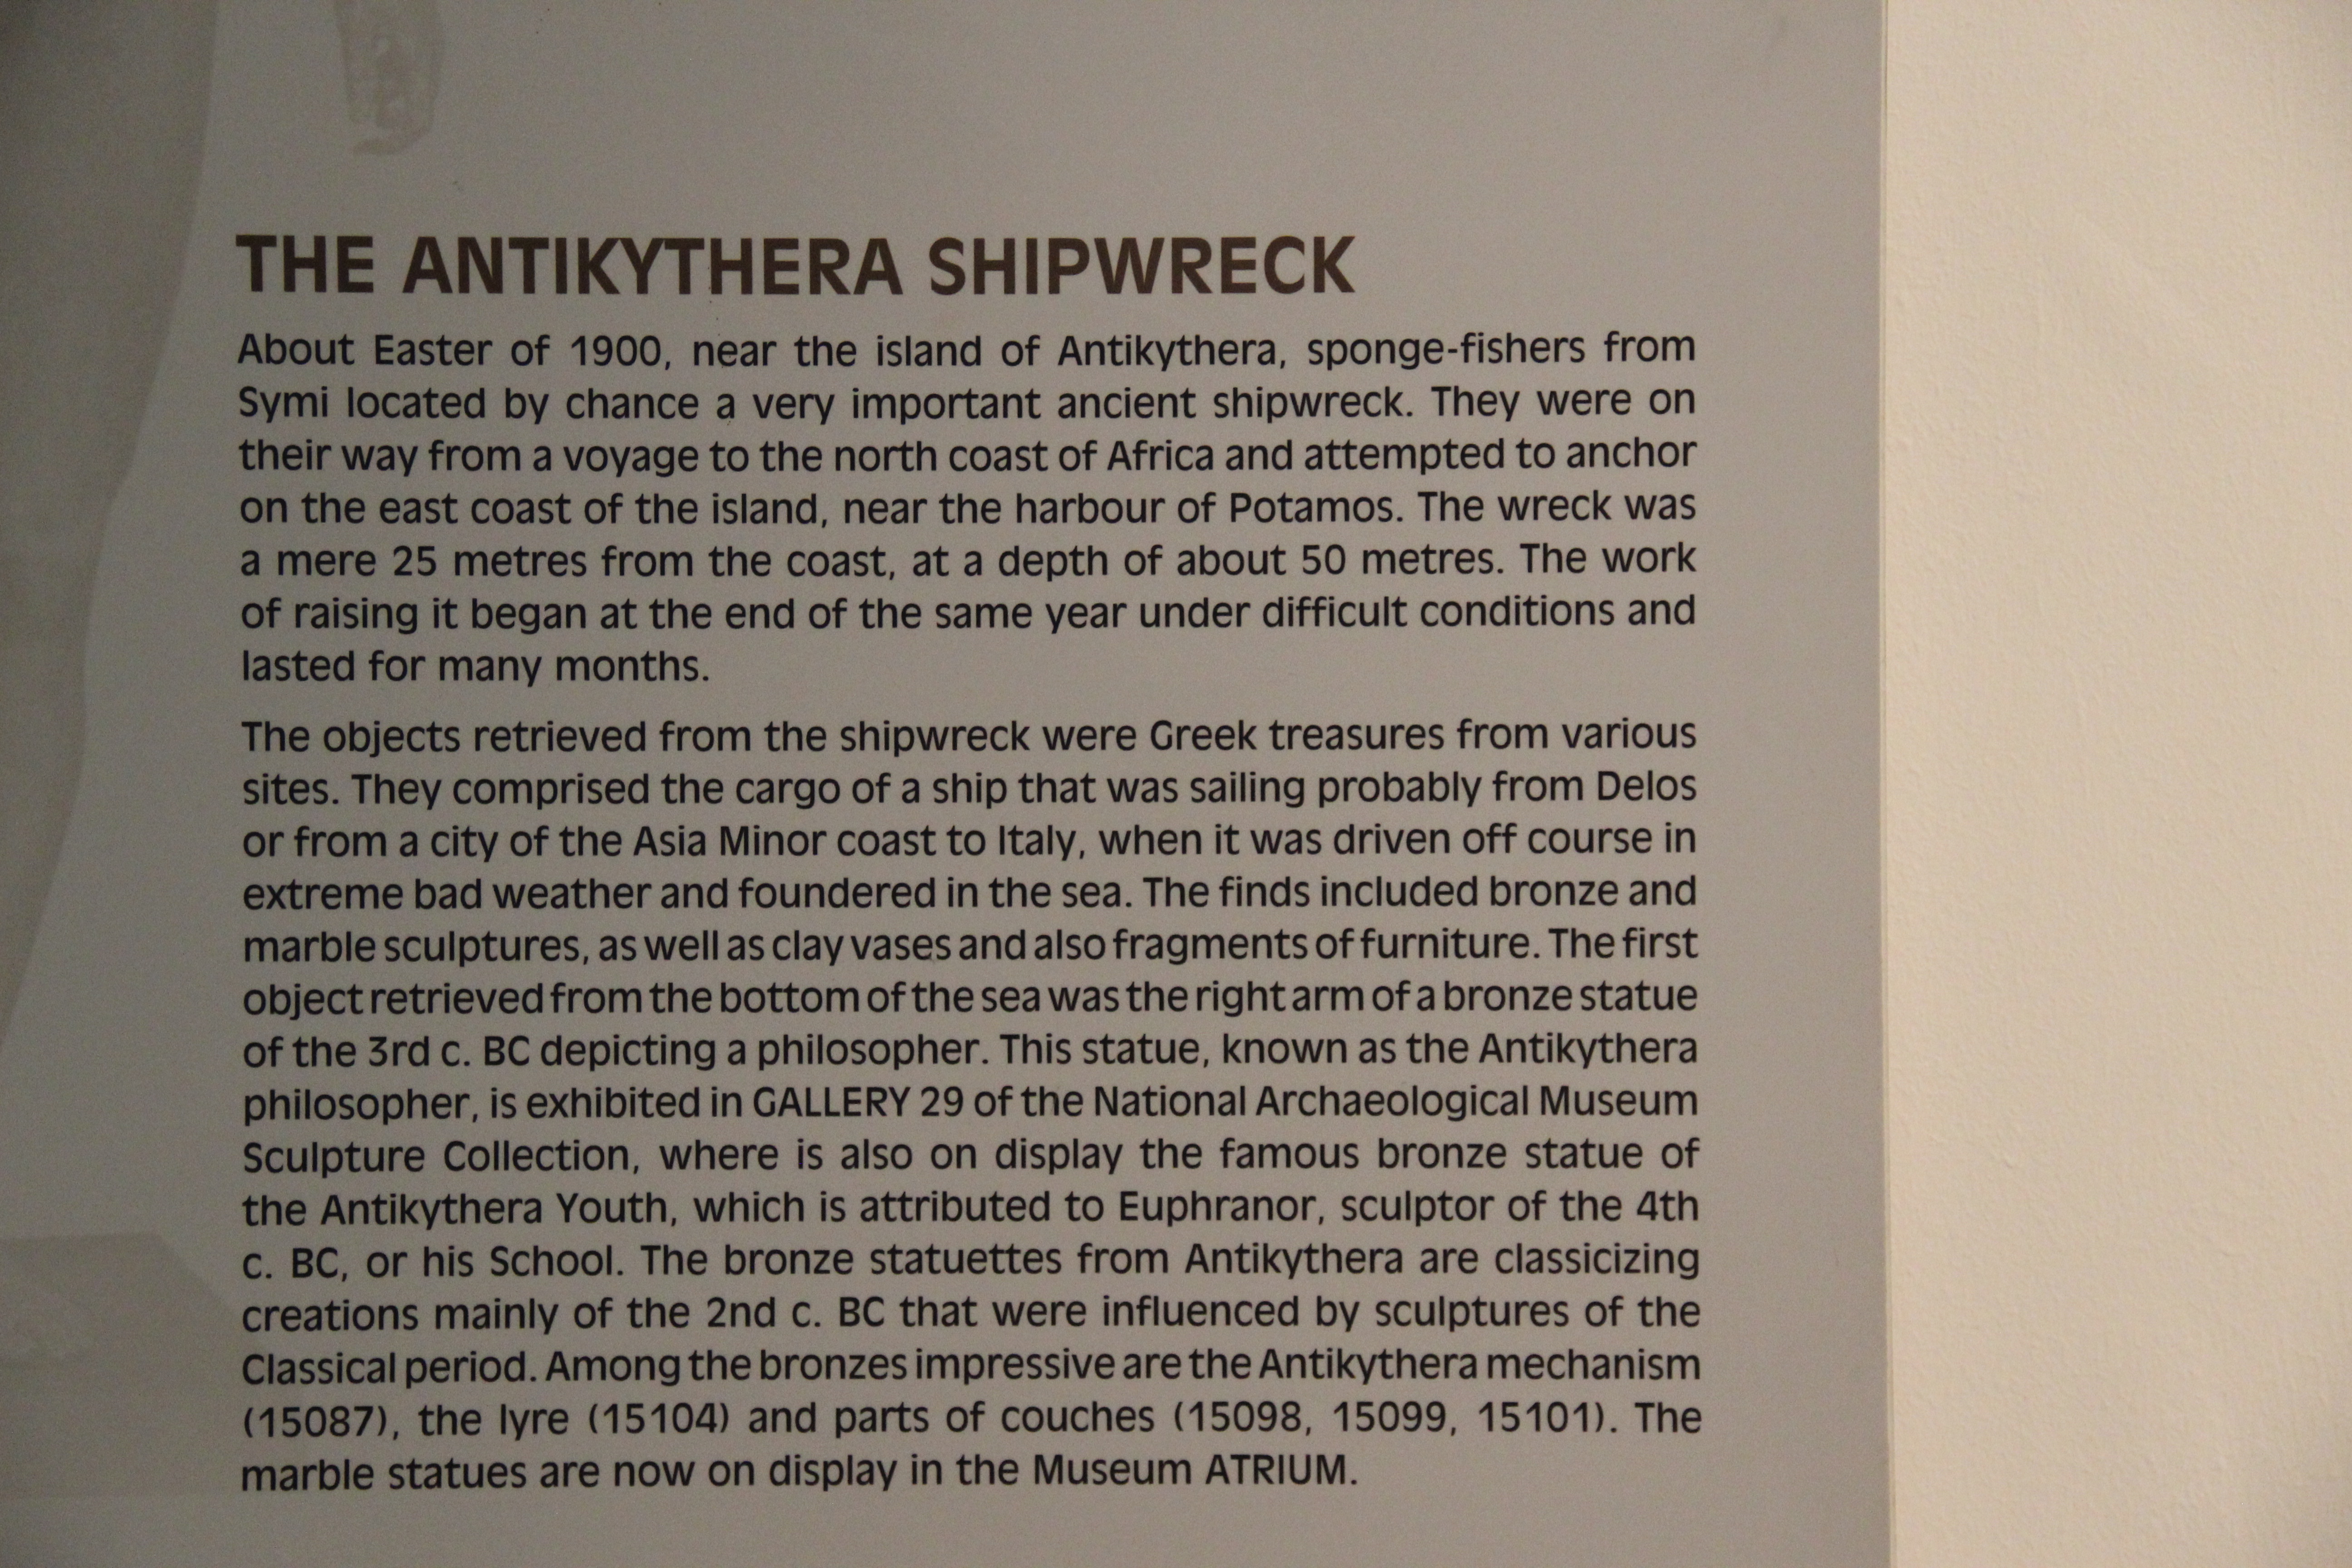 THE ANTIKYTHERA SHIPWRECK
About Easter of 1900, near the island of Antikythera, sponge-fishers from
Symi located by chance a very important ancient shipwreck. They were on
their way from a voyage to the north coast of Africa and attempted to anchor
on the east coast of the island, near the harbour of Potamos. The wreck was
a mere 25 metres from the coast, at a depth of about 50 metres. The work
of raising it began at the end of the same year under difficult conditions and
lasted for many months.
The objects retrieved from the shipwreck were Greek treasures from various
sites. They comprised the cargo of a ship that was sailing probably from Delos
or from a city of the Asia Minor coast to Italy, when it was driven off course in
extreme bad weather and foundered in the sea. The finds included bronze and
marble sculptures, as well as clay vases and also fragments of furniture. The first
object retrieved from the bottom of the sea was the right arm of a bronze statue
of the 3rd c. BC depicting a philosopher. This statue, known as the Antikythera
philosopher, is exhibited in GALLERY 29 of the National Archaeological Museum
Sculpture Collection, where is also on display the famous bronze statue of
the Antikythera Youth, which is attributed to Euphranor, sculptor of the 4th
c. BC, or his School. The bronze statuettes from Antikythera are classicizing
creations mainly of the 2nd c. BC that were influenced by sculptures of the
Classical period. Among the bronzes impressive are the Antikythera mechanism
(15087), the lyre (15104) and parts of couches (15098, 15099, 15101). The
marble statues are now on display in the Museum ATRIUM.